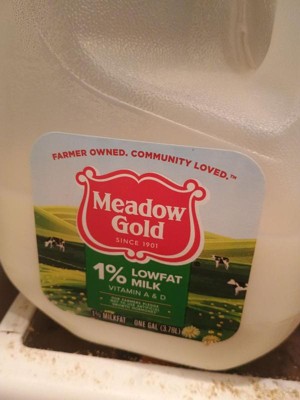 FARMER OWNED. COMMUNITY LOVED.™
Meadow
Gold
SINCE 1901
1% LOWFAT
MILK
VITAMIN A & D
1% MILKFAT ONE GAL (3.78L)